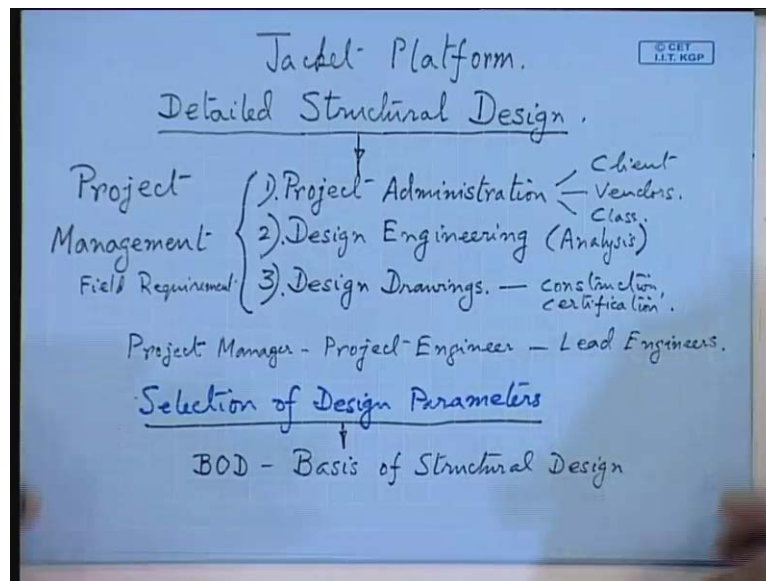 Jacket Platform.
© CET
I.I.T. KGP
Detailed Structural Design.
Project Management
Field Requirement
1). Project Administration
Client
Vendors.
Class.
2). Design Engineering (Analysis)
3). Design Drawings. — construction,
certification.
Project Manager - Project Engineer - Lead Engineers.
Selection of Design Parameters
BOD - Basis of Structural Design